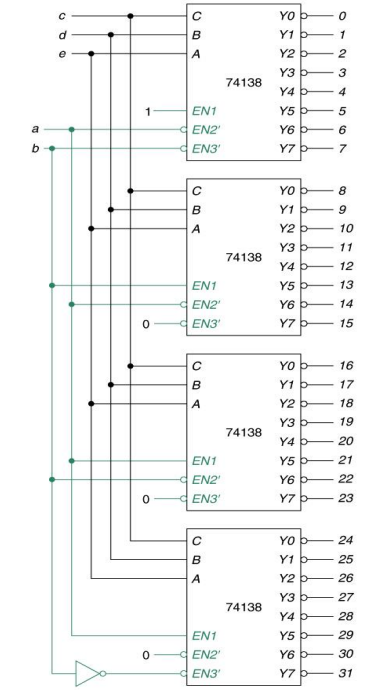 c C Y0 0
d B Y1 1
e A Y2 2
Y3 3
74138
Y4 4
1 EN1 Y5 5
a EN2' Y6 6
b EN3' Y7 7
C Y0 8
B Y1 9
A Y2 10
Y3 11
74138
Y4 12
EN1 Y5 13
EN2' Y6 14
0 EN3' Y7 15
C Y0 16
B Y1 17
A Y2 18
Y3 19
74138
Y4 20
EN1 Y5 21
EN2' Y6 22
0 EN3' Y7 23
C Y0 24
B Y1 25
A Y2 26
Y3 27
74138
Y4 28
EN1 Y5 29
0 EN2' Y6 30
EN3' Y7 31